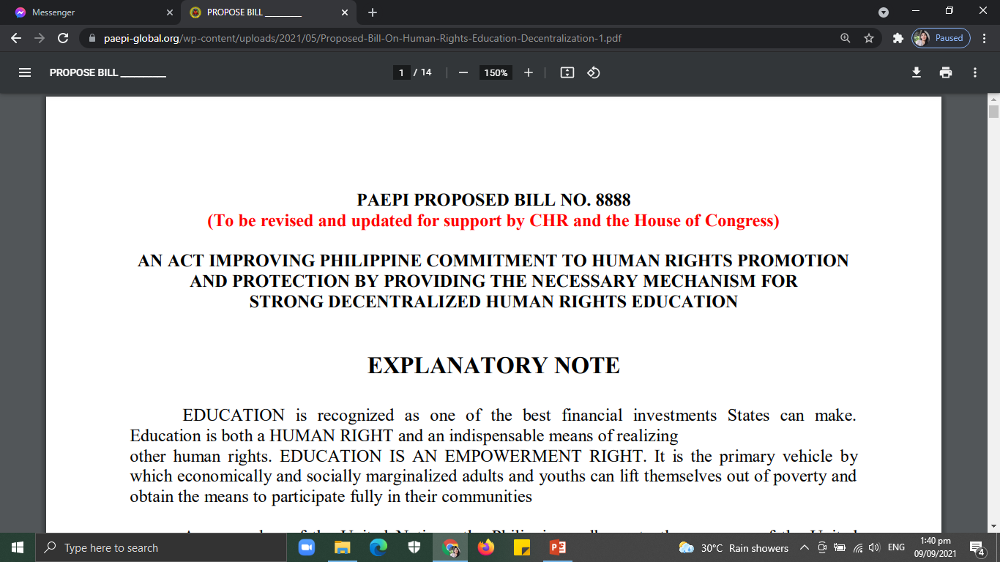 Messenger
PROPOSE BILL _________
paepi-global.org/wp-content/uploads/2021/05/Proposed-Bill-On-Human-Rights-Education-Decentralization-1.pdf
Paused
PROPOSE BILL _________
1 / 14
150%
PAEPI PROPOSED BILL NO. 8888
(To be revised and updated for support by CHR and the House of Congress)
AN ACT IMPROVING PHILIPPINE COMMITMENT TO HUMAN RIGHTS PROMOTION
AND PROTECTION BY PROVIDING THE NECESSARY MECHANISM FOR
STRONG DECENTRALIZED HUMAN RIGHTS EDUCATION
EXPLANATORY NOTE
EDUCATION is recognized as one of the best financial investments States can make.
Education is both a HUMAN RIGHT and an indispensable means of realizing
other human rights. EDUCATION IS AN EMPOWERMENT RIGHT. It is the primary vehicle by
which economically and socially marginalized adults and youths can lift themselves out of poverty and
obtain the means to participate fully in their communities
Type here to search
30°C Rain showers
ENG
1:40 pm
09/09/2021
4